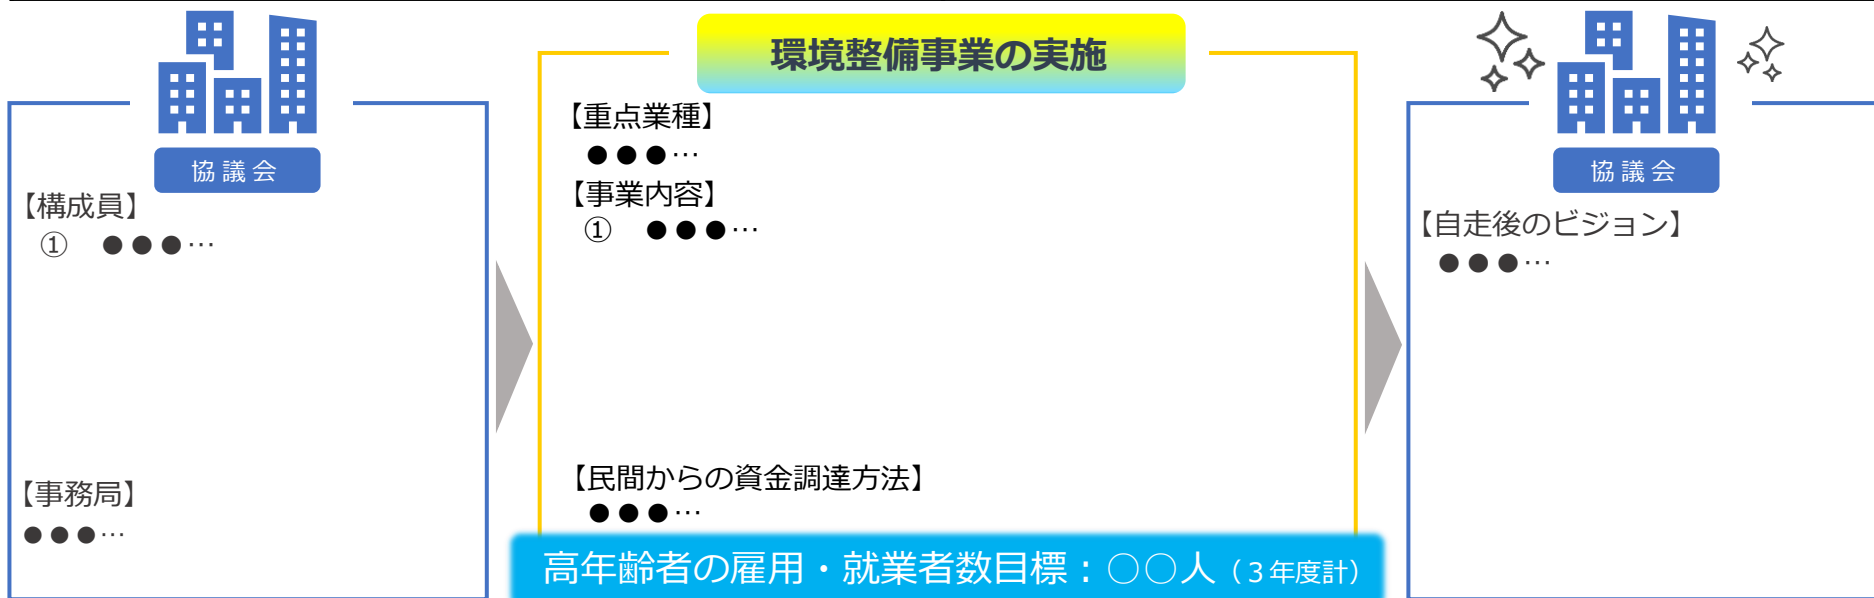 協議会
【構成員】
① ●●●…
【事務局】
●●●…
環境整備事業の実施
【重点業種】
●●●…
【事業内容】
① ●●●…
【民間からの資金調達方法】
●●●…
高年齢者の雇用・就業者数目標：○○人（３年度計）
協議会
【自走後のビジョン】
●●●…